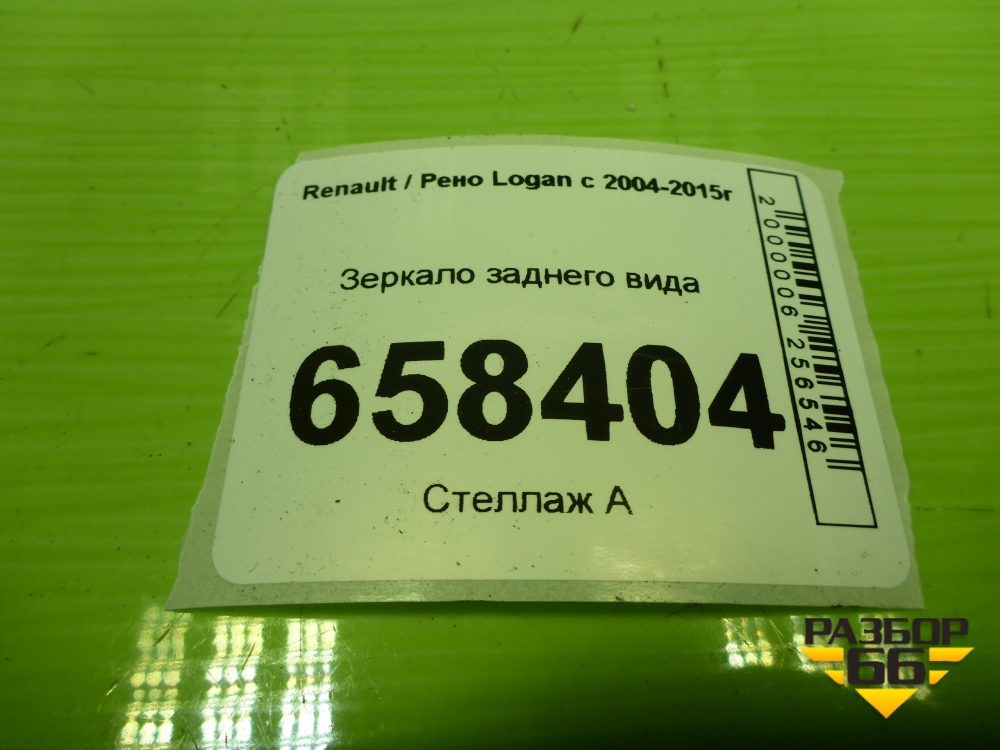 Renault / Рено Logan с 2004-2015г
Зеркало заднего вида
658404
Стеллаж А
2000006256546
РАЗБОР
66